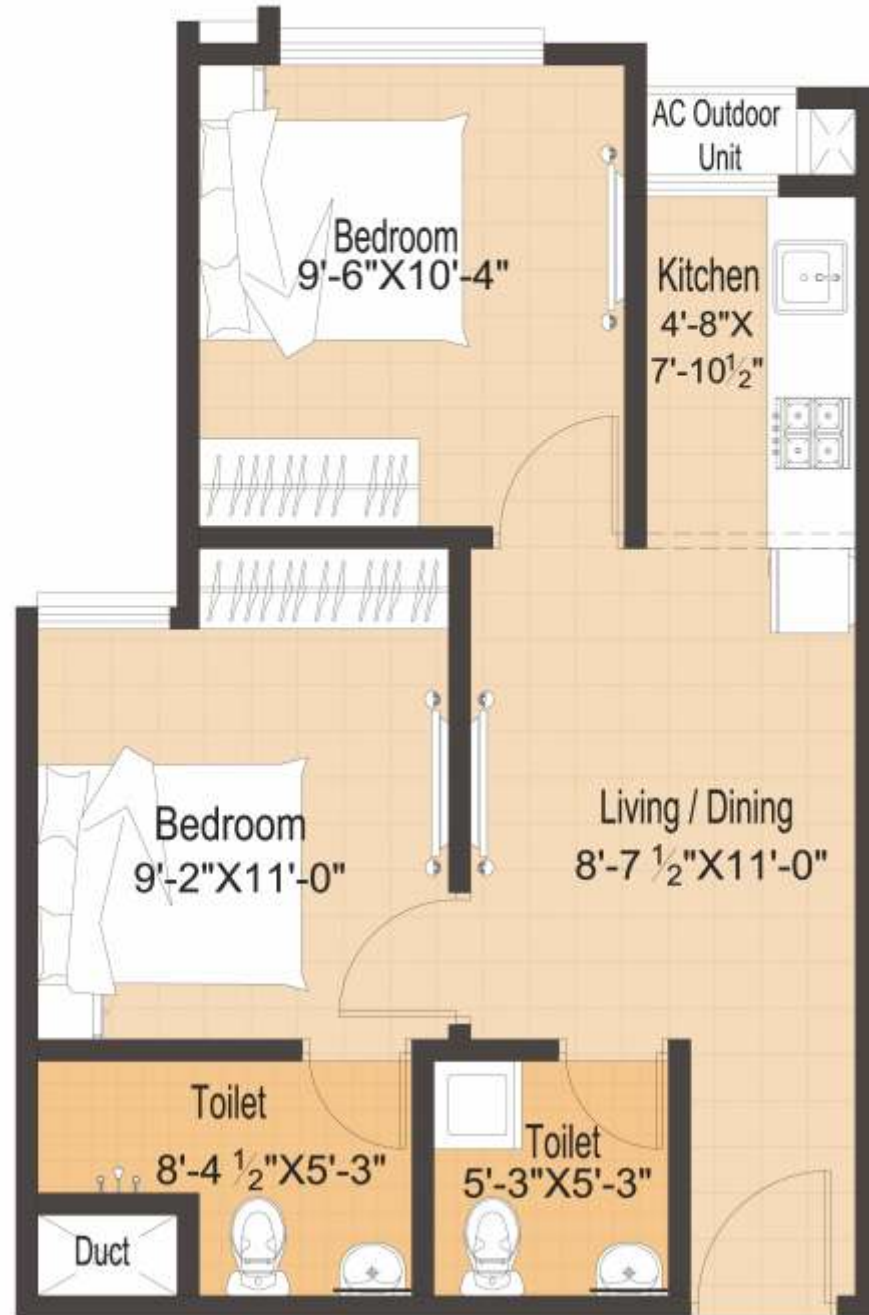 AC Outdoor
Unit
Bedroom
9'-6"X10'-4"
Kitchen
4'-8"X
7'-10½"
Bedroom
9'-2"X11'-0"
Living / Dining
8'-7 ½"X11'-0"
Toilet
8'-4 ½"X5'-3"
Toilet
5'-3"X5'-3"
Duct